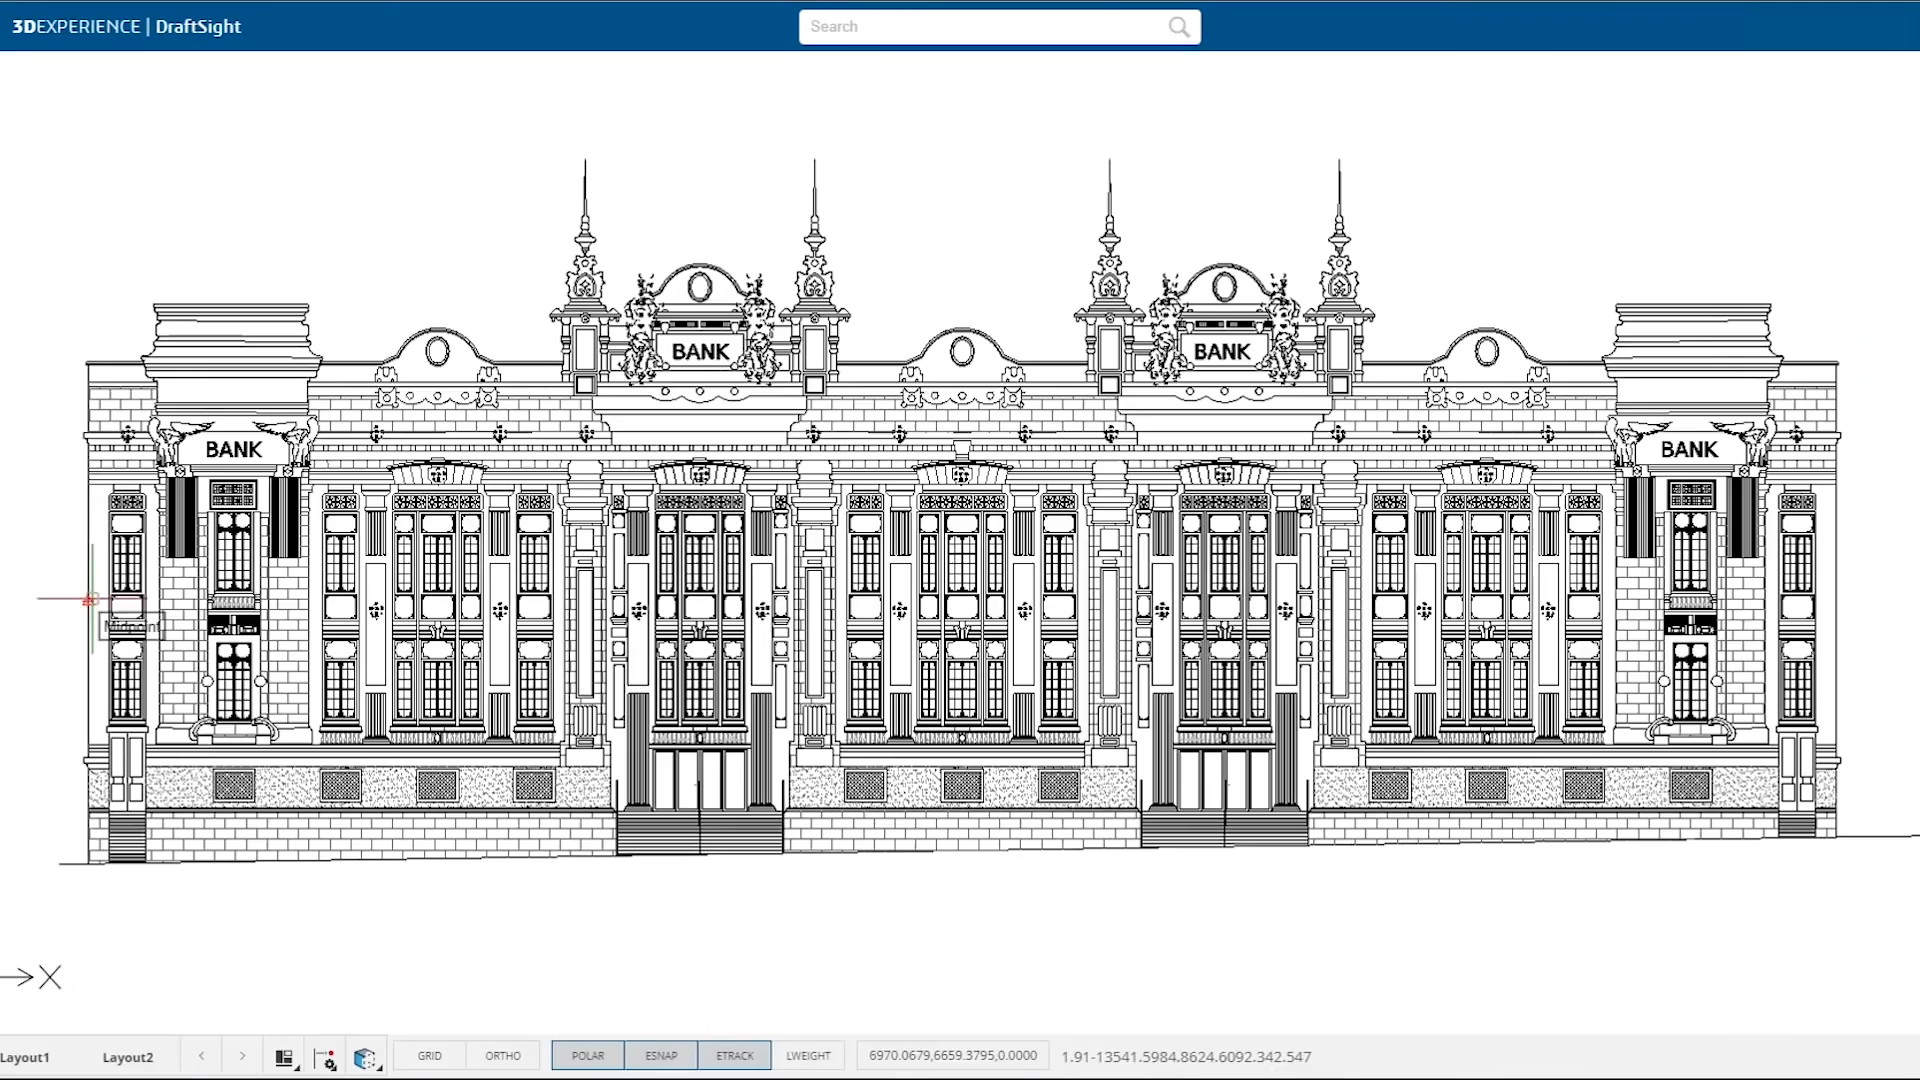 3DEXPERIENCE | DraftSight
Search
BANK
BANK
BANK
BANK
Midpoint
X
Layout1
Layout2
GRID
ORTHO
POLAR
ESNAP
ETRACK
LWEIGHT
6970.0679,6659.3795,0.0000
1.91-13541.5984.8624.6092.342.547